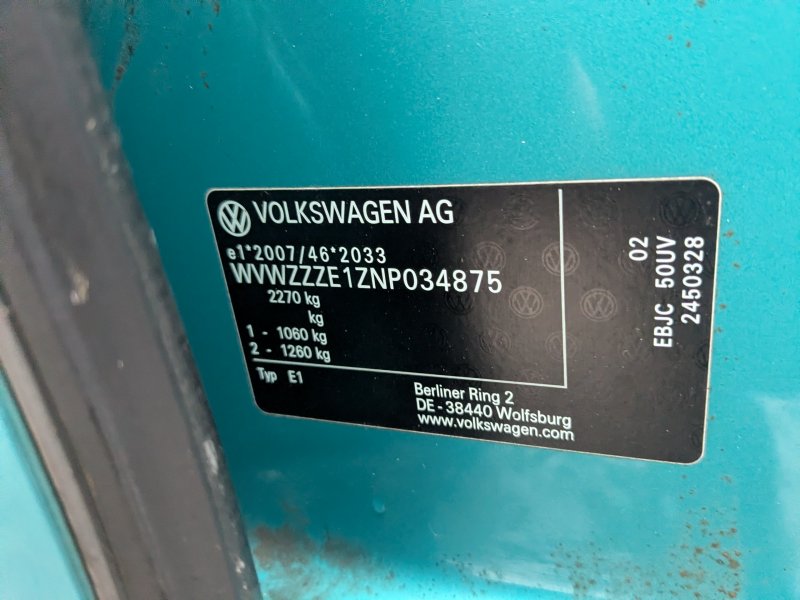 VOLKSWAGEN AG
e1*2007/46*2033
WVWZZZE1ZNP034875
2270 kg
kg
1 - 1060 kg
2 - 1260 kg
Typ E1
Berliner Ring 2
DE - 38440 Wolfsburg
www.volkswagen.com
02
EBJC 50UV
2450328